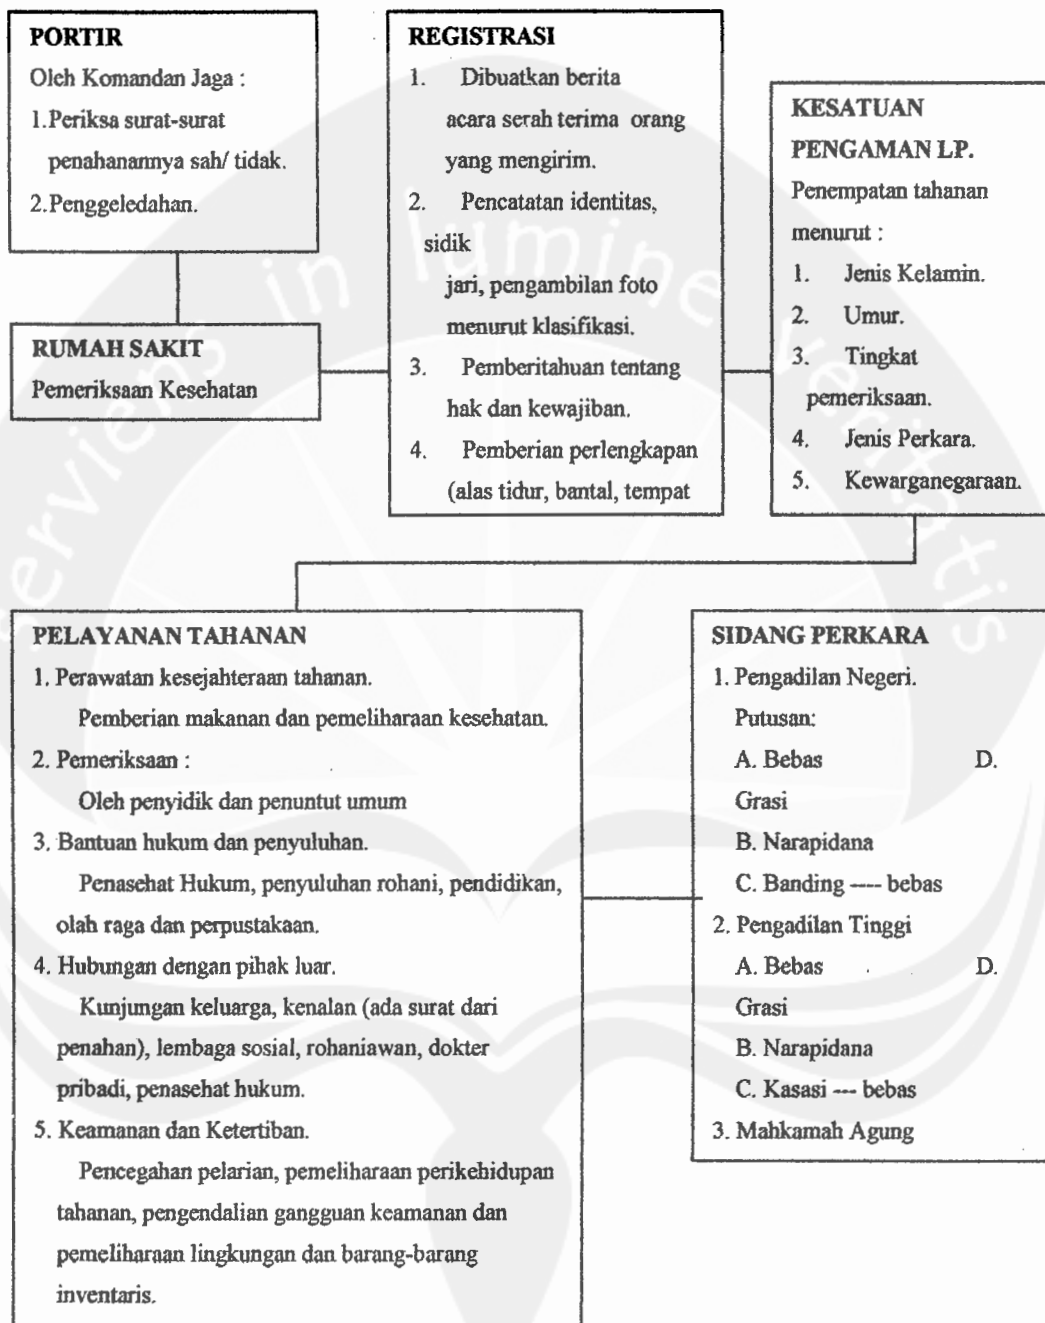 PORTIR
Oleh Komandan Jaga :
1.Periksa surat-surat
penahanannya sah/ tidak.
2.Penggeledahan.
RUMAH SAKIT
Pemeriksaan Kesehatan
REGISTRASI
1. Dibuatkan berita
acara serah terima orang
yang mengirim.
2. Pencatatan identitas,
sidik
jari, pengambilan foto
menurut klasifikasi.
3. Pemberitahuan tentang
hak dan kewajiban.
4. Pemberian perlengkapan
(alas tidur, bantal, tempat
KESATUAN
PENGAMAN LP.
Penempatan tahanan
menurut :
1. Jenis Kelamin.
2. Umur.
3. Tingkat
pemeriksaan.
4. Jenis Perkara.
5. Kewarganegaraan.
PELAYANAN TAHANAN
1. Perawatan kesejahteraan tahanan.
Pemberian makanan dan pemeliharaan kesehatan.
2. Pemeriksaan :
Oleh penyidik dan penuntut umum
3. Bantuan hukum dan penyuluhan.
Penasehat Hukum, penyuluhan rohani, pendidikan,
olah raga dan perpustakaan.
4. Hubungan dengan pihak luar.
Kunjungan keluarga, kenalan (ada surat dari
penahan), lembaga sosial, rohaniawan, dokter
pribadi, penasehat hukum.
5. Keamanan dan Ketertiban.
Pencegahan pelarian, pemeliharaan perikehidupan
tahanan, pengendalian gangguan keamanan dan
pemeliharaan lingkungan dan barang-barang
inventaris.
SIDANG PERKARA
1. Pengadilan Negeri.
Putusan:
A. Bebas D.
Grasi
B. Narapidana
C. Banding ---- bebas
2. Pengadilan Tinggi
A. Bebas D.
Grasi
B. Narapidana
C. Kasasi --- bebas
3. Mahkamah Agung
serviens in lumine veritatis